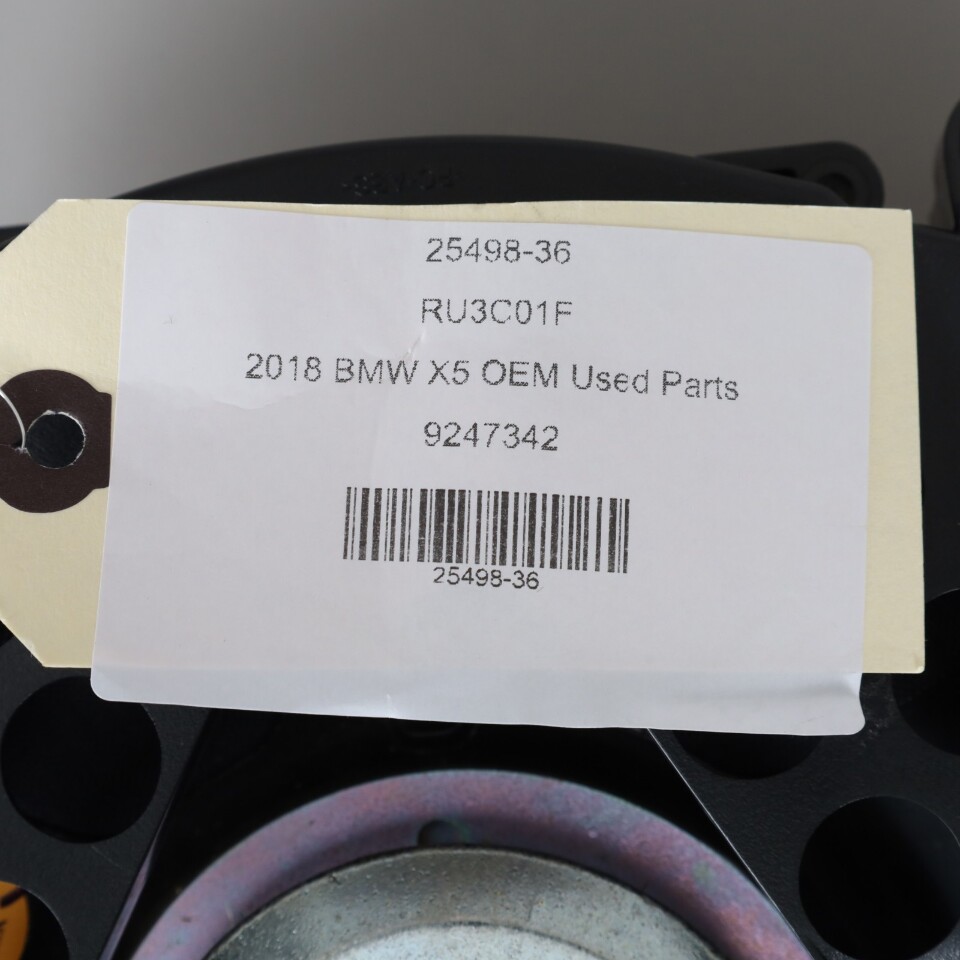 25498-36
RU3C01F
2018 BMW X5 OEM Used Parts
9247342
25498-36